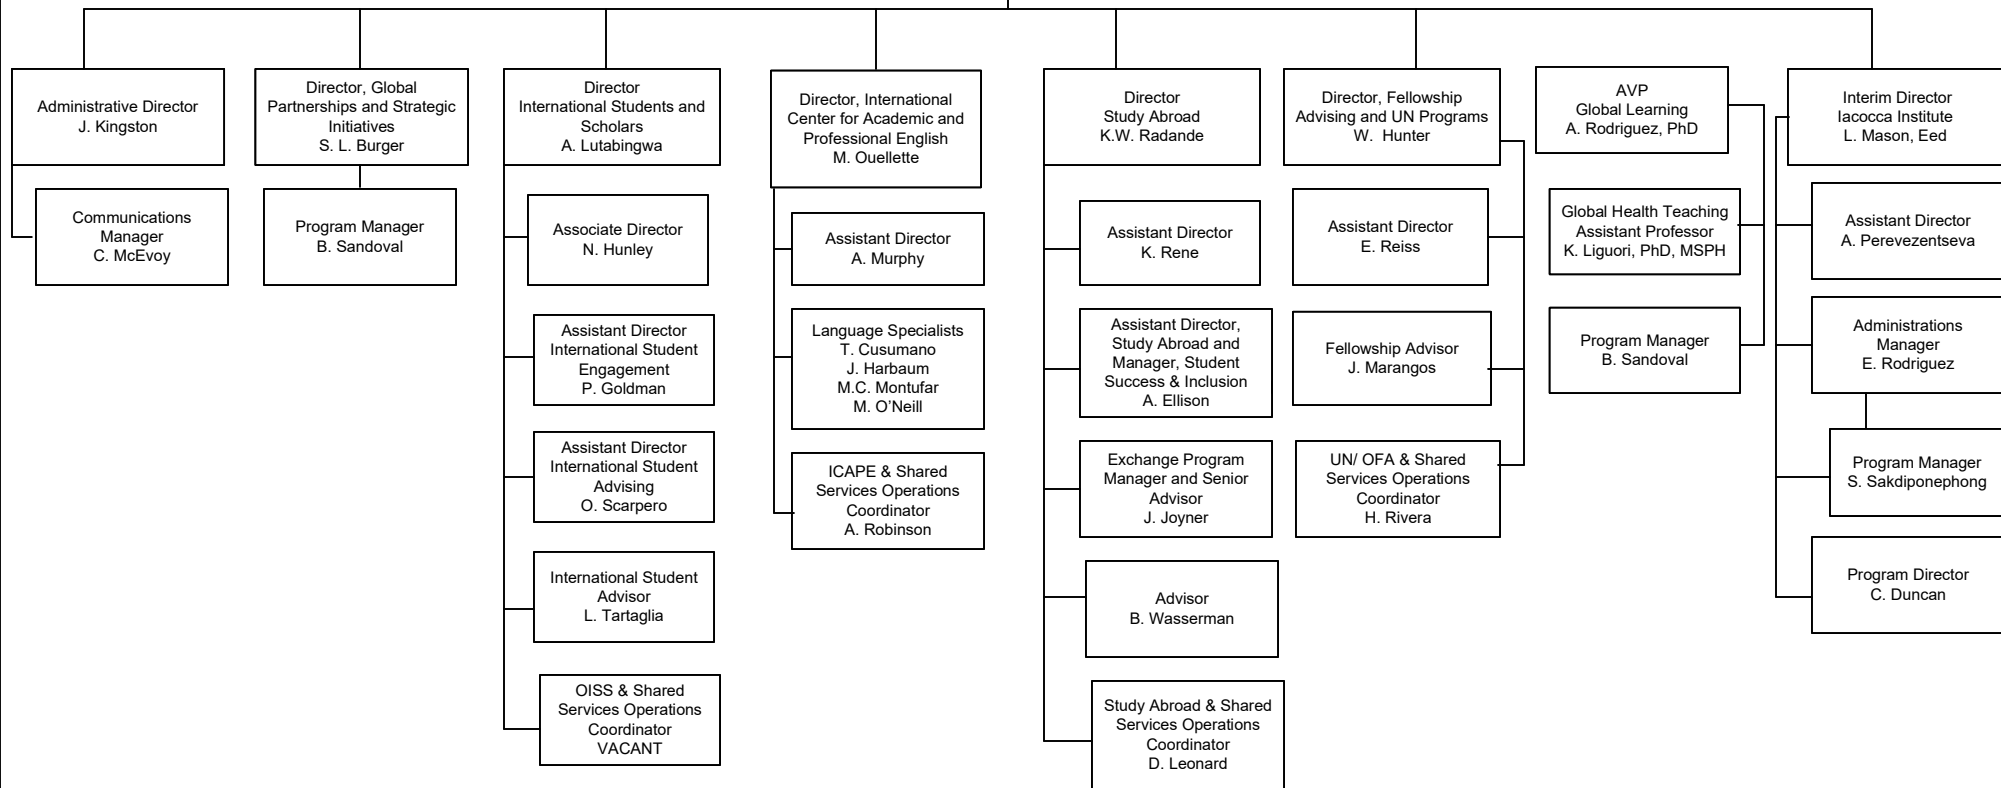 Administrative Director
J. Kingston
Communications
Manager
C. McEvoy
Director, Global
Partnerships and Strategic
Initiatives
S. L. Burger
Program Manager
B. Sandoval
Director
International Students and
Scholars
A. Lutabingwa
Associate Director
N. Hunley
Assistant Director
International Student
Engagement
P. Goldman
Assistant Director
International Student
Advising
O. Scarpero
International Student
Advisor
L. Tartaglia
OISS & Shared
Services Operations
Coordinator
VACANT
Director, International
Center for Academic and
Professional English
M. Ouellette
Assistant Director
A. Murphy
Language Specialists
T. Cusumano
J. Harbaum
M.C. Montufar
M. O’Neill
ICAPE & Shared
Services Operations
Coordinator
A. Robinson
Director
Study Abroad
K.W. Radande
Assistant Director
K. Rene
Assistant Director,
Study Abroad and
Manager, Student
Success & Inclusion
A. Ellison
Exchange Program
Manager and Senior
Advisor
J. Joyner
Advisor
B. Wasserman
Study Abroad & Shared
Services Operations
Coordinator
D. Leonard
Director, Fellowship
Advising and UN Programs
W. Hunter
Assistant Director
E. Reiss
Fellowship Advisor
J. Marangos
UN/ OFA & Shared
Services Operations
Coordinator
H. Rivera
AVP
Global Learning
A. Rodriguez, PhD
Global Health Teaching
Assistant Professor
K. Liguori, PhD, MSPH
Program Manager
B. Sandoval
Interim Director
Iacocca Institute
L. Mason, Eed
Assistant Director
A. Perevezentseva
Administrations
Manager
E. Rodriguez
Program Manager
S. Sakdiponephong
Program Director
C. Duncan